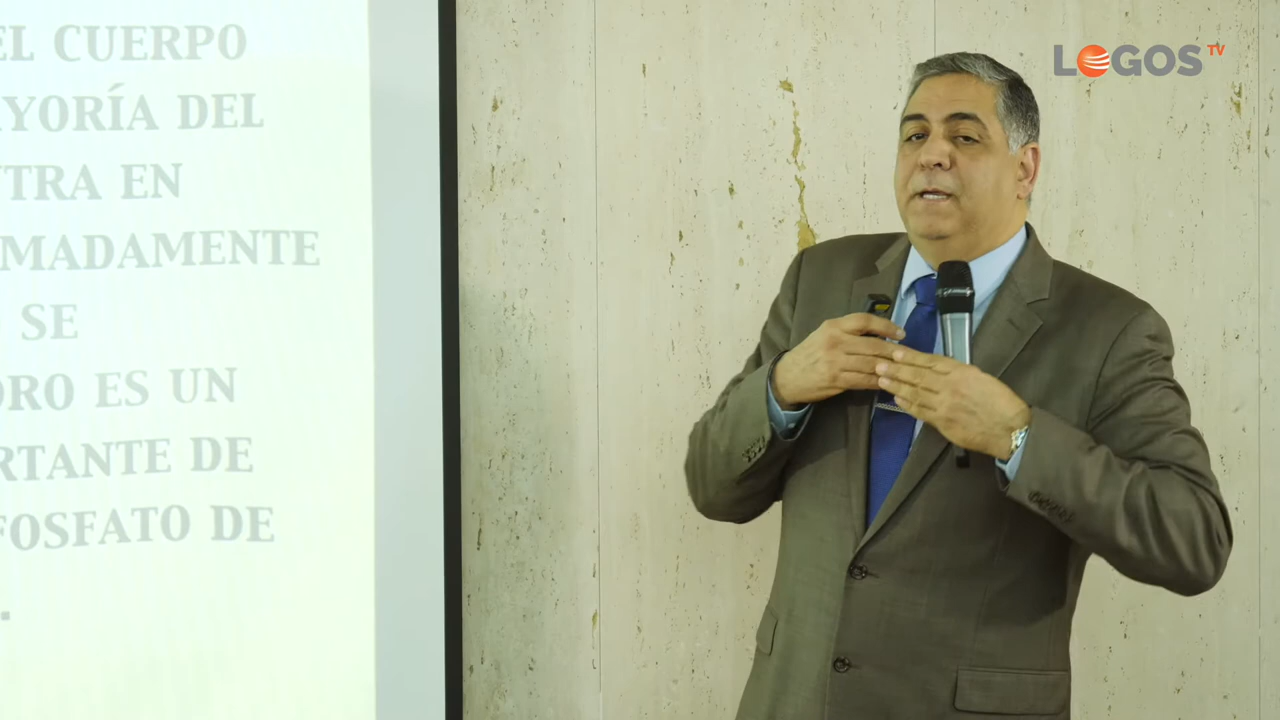 LOGOS TV
EL CUERPO
YORÍA DEL
TRA EN
MADAMENTE
SE
ORO ES UN
RTANTE DE
FOSFATO DE
.